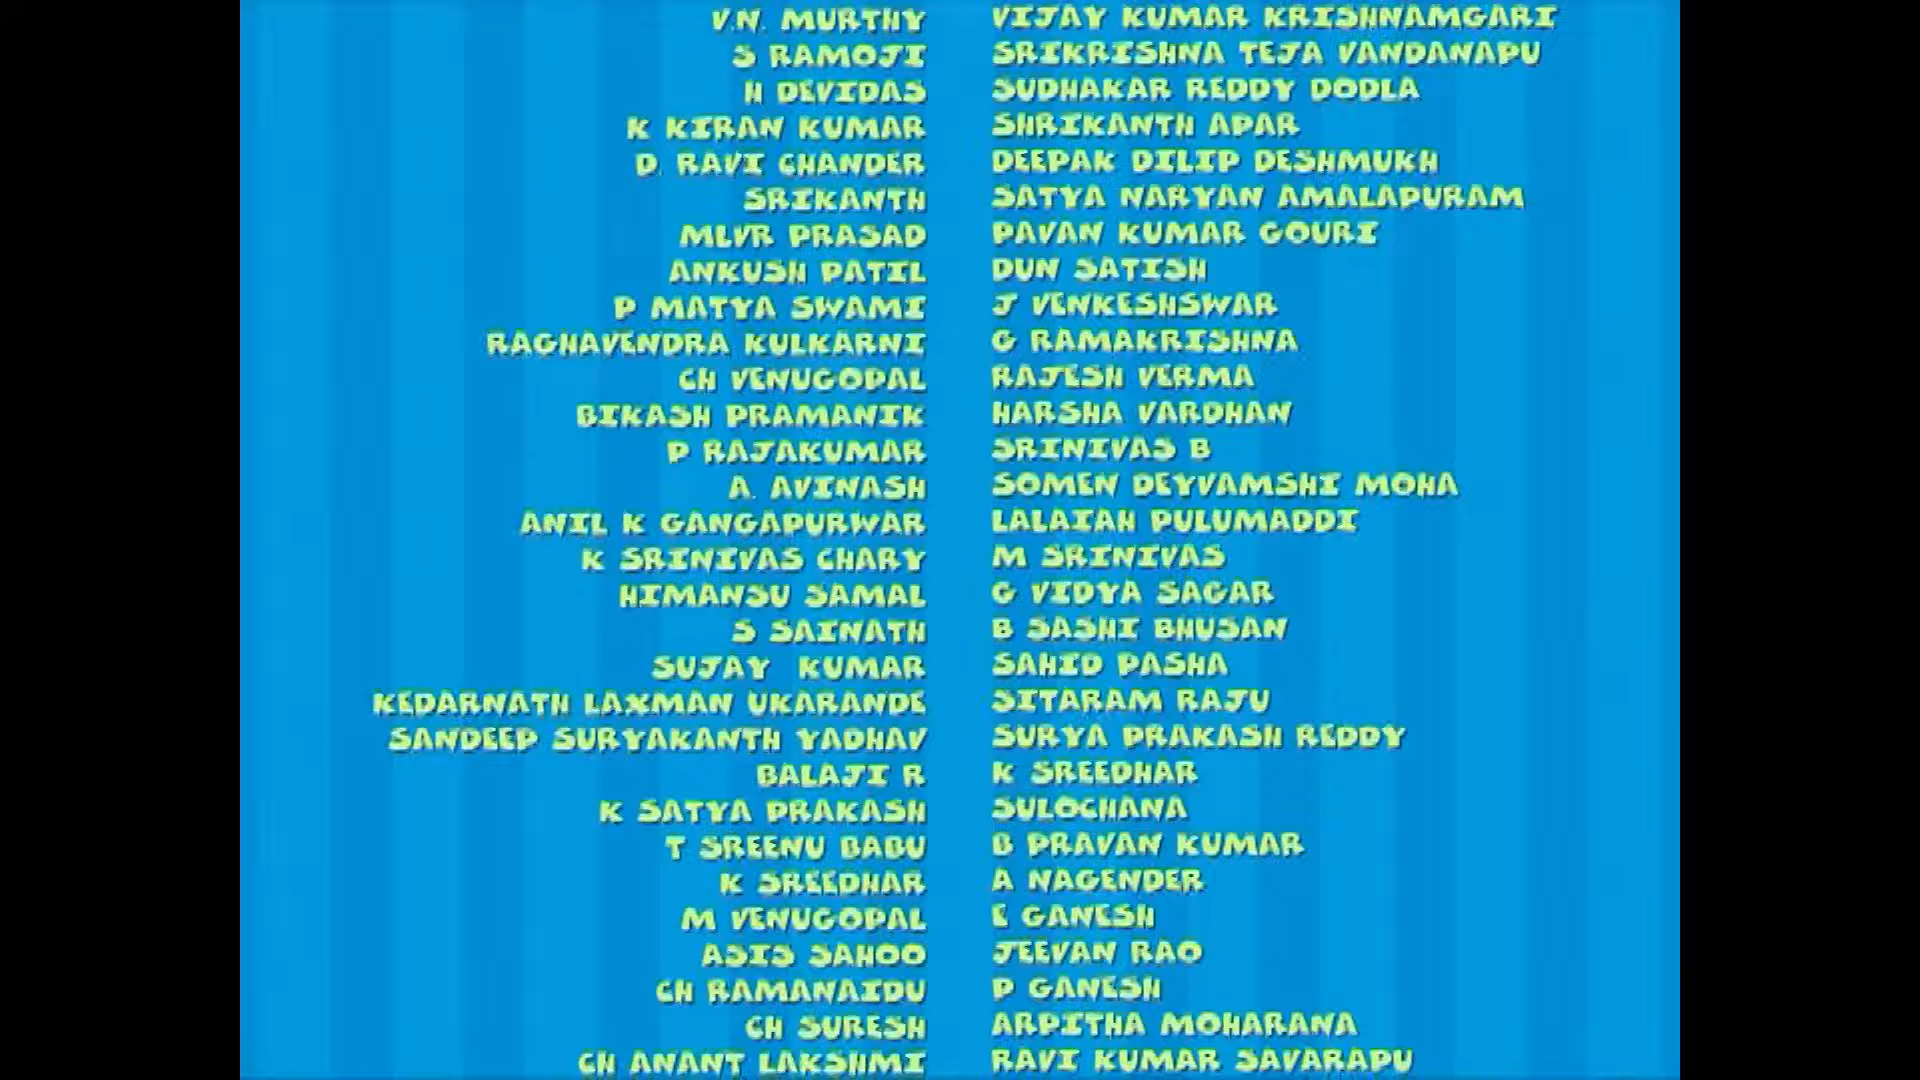 V.N. MURTHY
S RAMOJI
H DEVIDAS
K KIRAN KUMAR
D. RAVI CHANDER
SRIKANTH
MLVR PRASAD
ANKUSH PATIL
P MATYA SWAMI
RAGHAVENDRA KULKARNI
CH VENUGOPAL
BIKASH PRAMANIK
P RAJAKUMAR
A. AVINASH
ANIL K GANGAPURWAR
K SRINIVAS CHARY
HIMANSU SAMAL
S SAINATH
SUJAY KUMAR
KEDARNATH LAXMAN UKARANDE
SANDEEP SURYAKANTH YADHAV
BALAJI R
K SATYA PRAKASH
T SREENU BABU
K SREEDHAR
M VENUGOPAL
ASIS SAHOO
CH RAMANAIDU
CH SURESH
CH ANANT LAKSHMI
VIJAY KUMAR KRISHNAMGARI
SRIKRISHNA TEJA VANDANAPU
SUDHAKAR REDDY DODLA
SHRIKANTH APAR
DEEPAK DILIP DESHMUKH
SATYA NARYAN AMALAPURAM
PAVAN KUMAR GOURI
DUN SATISH
J VENKESHSWAR
G RAMAKRISHNA
RAJESH VERMA
HARSHA VARDHAN
SRINIVAS B
SOMEN DEYVAMSHI MOHA
LALAIAH PULUMADDI
M SRINIVAS
G VIDYA SAGAR
B SASHI BHUSAN
SAHID PASHA
SITARAM RAJU
SURYA PRAKASH REDDY
K SREEDHAR
SULOCHANA
B PRAVAN KUMAR
A NAGENDER
E GANESH
JEEVAN RAO
P GANESH
ARPITHA MOHARANA
RAVI KUMAR SAVARAPU